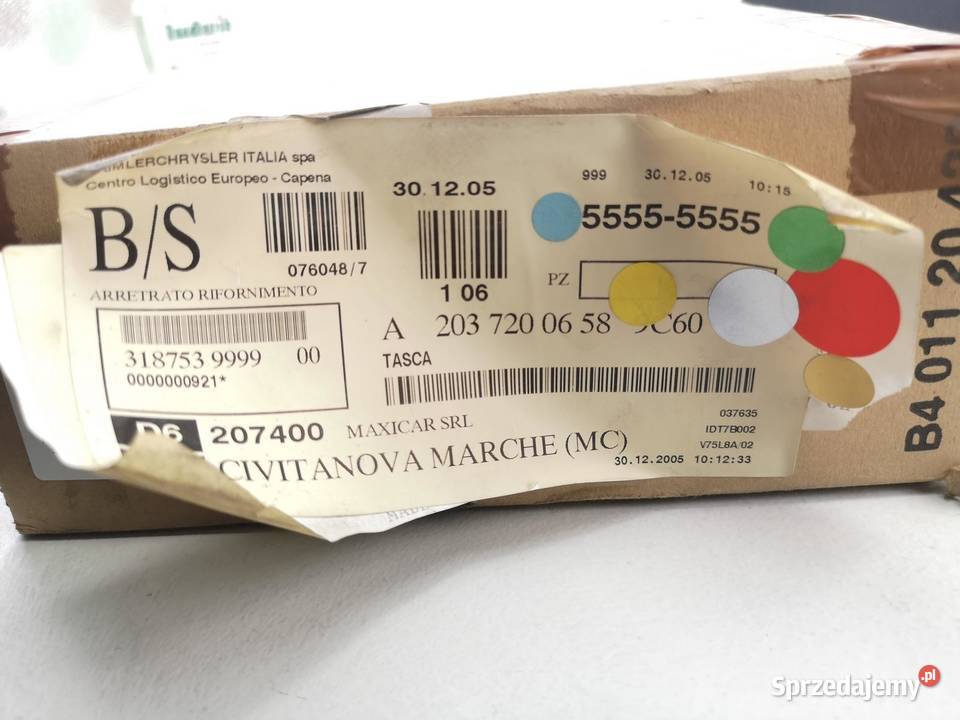 DAIMLERCHRYSLER ITALIA spa
Centro Logistico Europeo - Capena
30.12.05
999 30.12.05 10:15
B/S
076048/7
5555-5555
ARRETRATO RIFORNIMENTO
1 06
PZ
318753 9999 00
0000000921*
A 203 720 06 58 9C60
TASCA
D6 207400 MAXICAR SRL
CIVITANOVA MARCHE (MC)
037635
IDT7B002
V75L8A/02
30.12.2005 10:12:33
B4 011 20
Sprzedajemy.pl